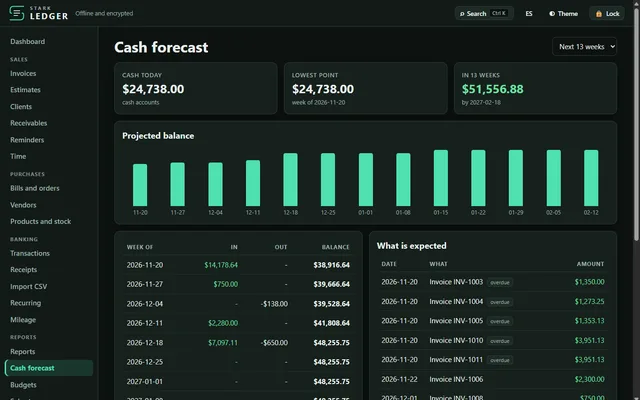 STARK
LEDGER
Offline and encrypted
Search Ctrl K
ES
Theme
Lock
Dashboard
SALES
Invoices
Estimates
Clients
Receivables
Reminders
Time
PURCHASES
Bills and orders
Vendors
Products and stock
BANKING
Transactions
Receipts
Import CSV
Recurring
Mileage
REPORTS
Reports
Cash forecast
Budgets
Cash forecast
Next 13 weeks
CASH TODAY
$24,738.00
cash accounts
LOWEST POINT
$24,738.00
week of 2026-11-20
IN 13 WEEKS
$51,556.88
by 2027-02-18
Projected balance
11-20 11-27 12-04 12-11 12-18 12-25 01-01 01-08 01-15 01-22 01-29 02-05 02-12
WEEK OF IN OUT BALANCE
2026-11-20 $14,178.64 - $38,916.64
2026-11-27 $750.00 - $39,666.64
2026-12-04 - -$138.00 $39,528.64
2026-12-11 $2,280.00 - $41,808.64
2026-12-18 $7,097.11 -$650.00 $48,255.75
2026-12-25 - - $48,255.75
2027-01-01 - - $48,255.75
What is expected
DATE WHAT AMOUNT
2026-11-20 Invoice INV-1003 overdue $1,350.00
2026-11-20 Invoice INV-1004 overdue $1,273.25
2026-11-20 Invoice INV-1005 overdue $1,353.13
2026-11-20 Invoice INV-1010 overdue $3,951.13
2026-11-20 Invoice INV-1011 overdue $3,951.13
2026-11-22 Invoice INV-1006 $2,300.00
2026-12-01 Invoice INV-1008 $750.00